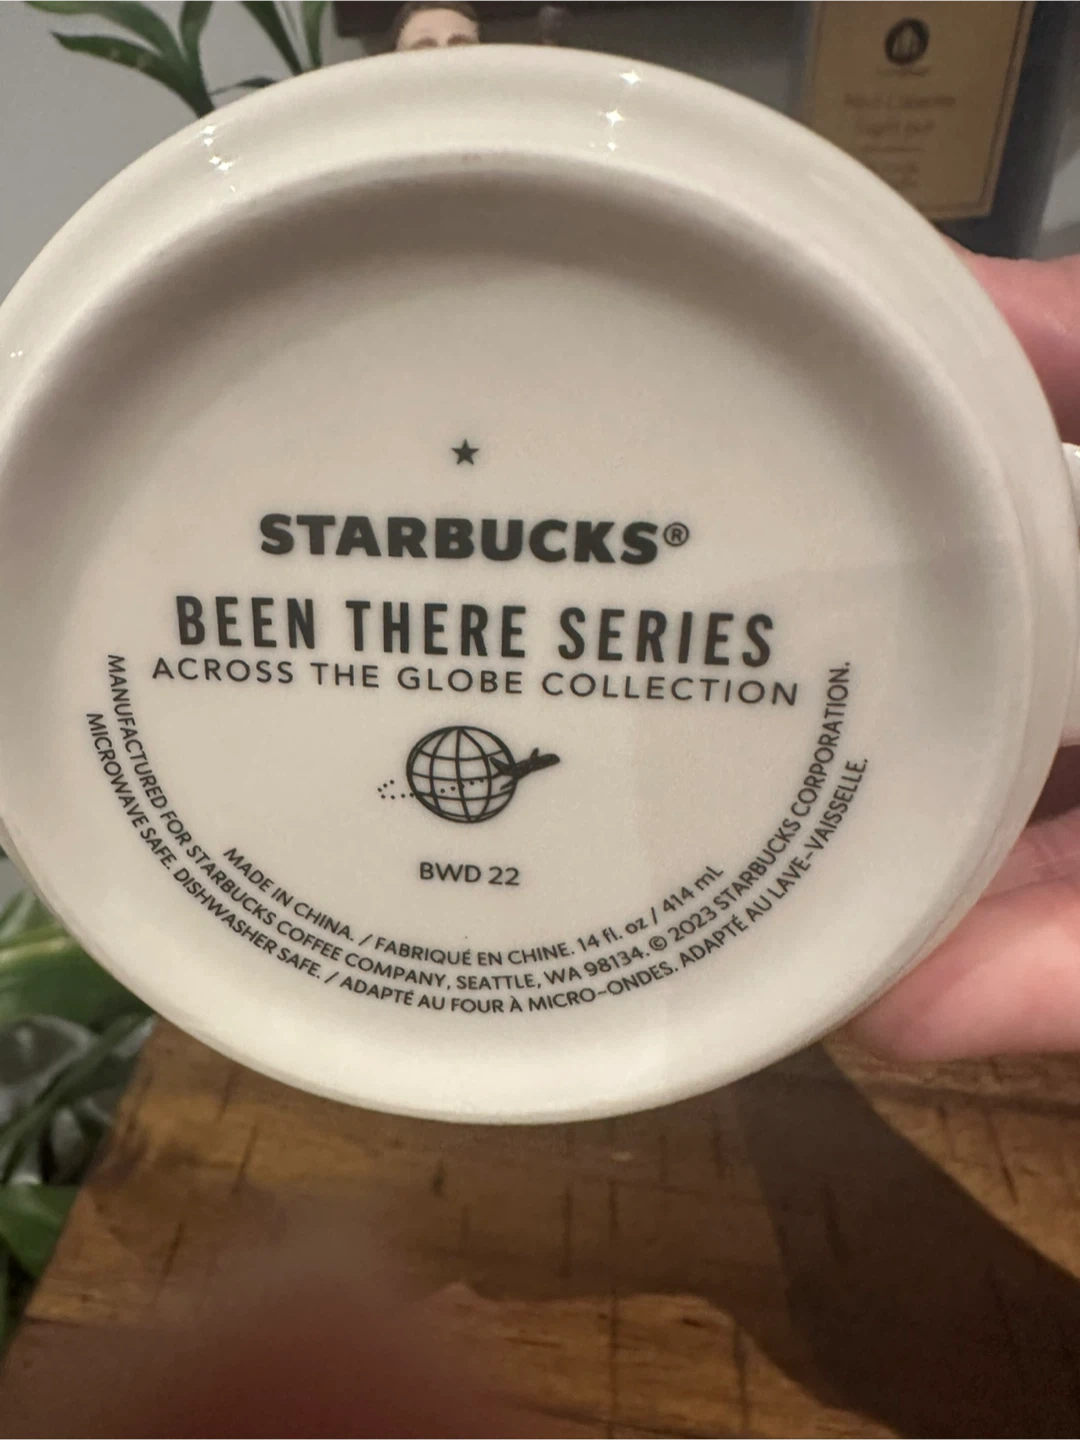 ★
STARBUCKS®
BEEN THERE SERIES
ACROSS THE GLOBE COLLECTION
BWD 22
MADE IN CHINA. / FABRIQUÉ EN CHINE. 14 fl. oz / 414 mL
MANUFACTURED FOR STARBUCKS COFFEE COMPANY, SEATTLE, WA 98134. © 2023 STARBUCKS CORPORATION.
MICROWAVE SAFE. DISHWASHER SAFE. / ADAPTÉ AU FOUR À MICRO-ONDES. ADAPTÉ AU LAVE-VAISSELLE.